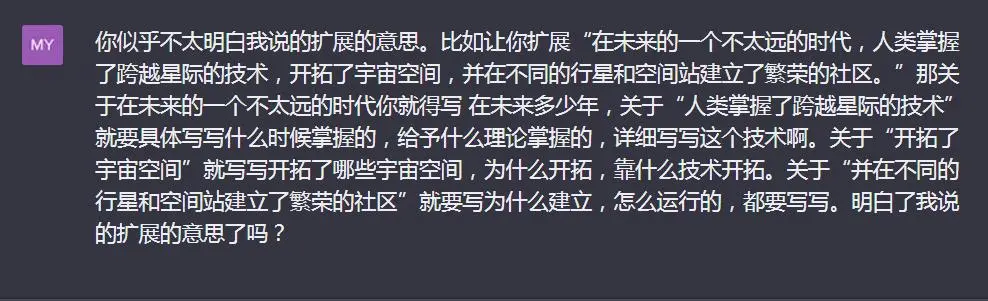 MY
你似乎不太明白我说的扩展的意思。比如让你扩展“在未来的一个不太远的时代，人类掌握
了跨越星际的技术，开拓了宇宙空间，并在不同的行星和空间站建立了繁荣的社区。”那关
于在未来的一个不太远的时代你就得写 在未来多少年，关于“人类掌握了跨越星际的技术”
就要具体写写什么时候掌握的，给予什么理论掌握的，详细写写这个技术啊。关于“开拓了
宇宙空间”就写写开拓了哪些宇宙空间，为什么开拓，靠什么技术开拓。关于“并在不同的
行星和空间站建立了繁荣的社区”就要写为什么建立，怎么运行的，都要写写。明白了我说
的扩展的意思了吗？